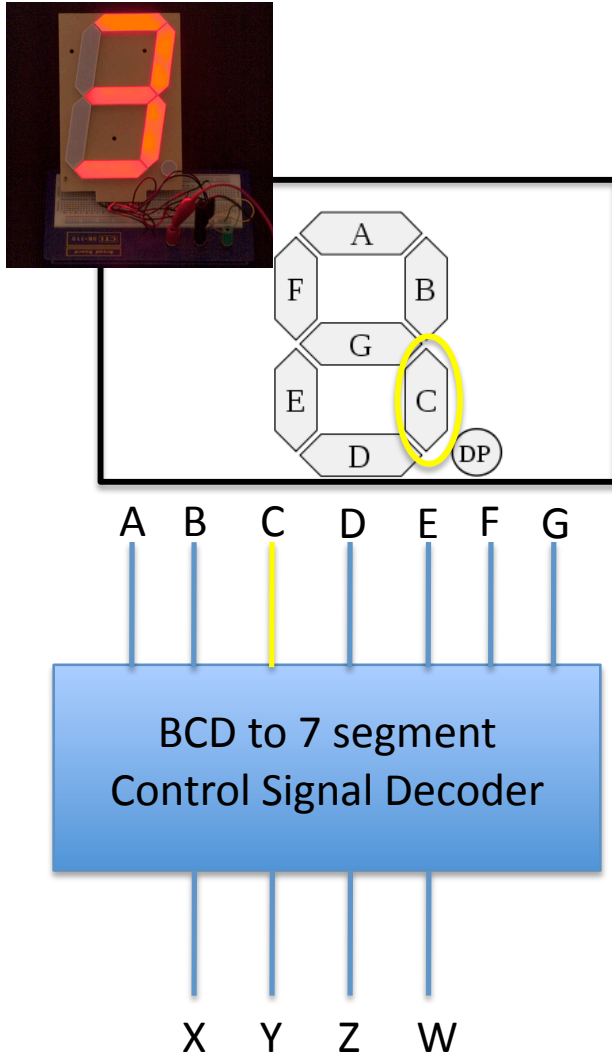 A
F
B
G
E
C
D
DP
A B C D E F G
BCD to 7 segment
Control Signal Decoder
X Y Z W